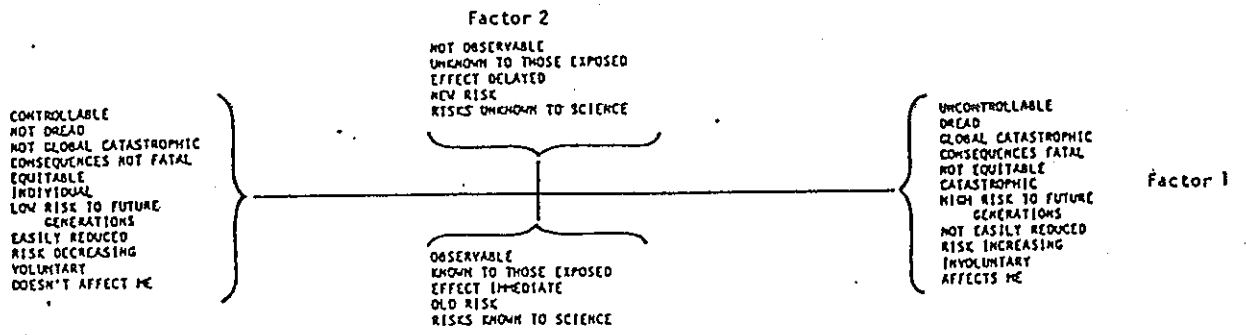 Factor 2
NOT OBSERVABLE
UNKNOWN TO THOSE EXPOSED
EFFECT DELAYED
NEW RISK
RISKS UNKNOWN TO SCIENCE
CONTROLLABLE
NOT DREAD
NOT GLOBAL CATASTROPHIC
CONSEQUENCES NOT FATAL
EQUITABLE
INDIVIDUAL
LOW RISK TO FUTURE
GENERATIONS
EASILY REDUCED
RISK DECREASING
VOLUNTARY
DOESN'T AFFECT ME
UNCONTROLLABLE
DREAD
GLOBAL CATASTROPHIC
CONSEQUENCES FATAL
NOT EQUITABLE
CATASTROPHIC
HIGH RISK TO FUTURE
GENERATIONS
NOT EASILY REDUCED
RISK INCREASING
INVOLUNTARY
AFFECTS ME
Factor 1
OBSERVABLE
KNOWN TO THOSE EXPOSED
EFFECT IMMEDIATE
OLD RISK
RISKS KNOWN TO SCIENCE